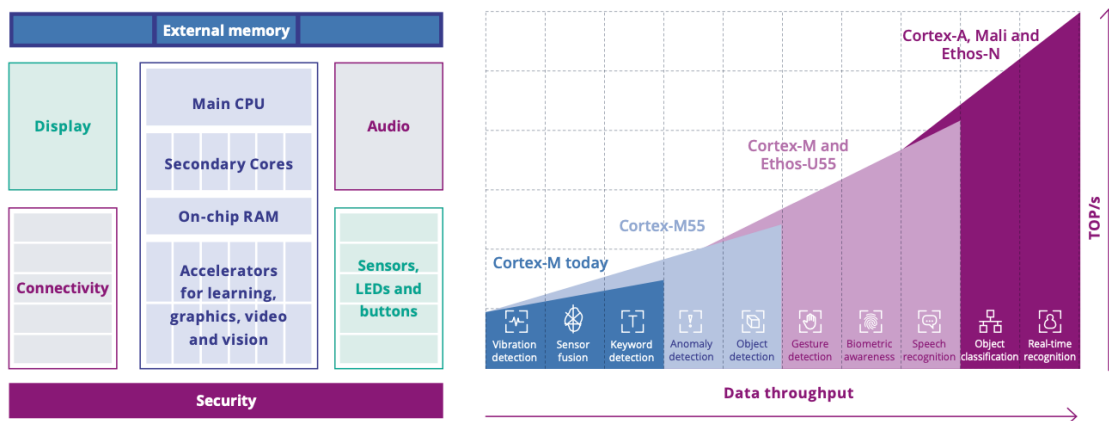 External memory
Display
Main CPU
Secondary Cores
On-chip RAM
Accelerators
for learning,
graphics, video
and vision
Audio
Connectivity
Sensors,
LEDs and
buttons
Security
Cortex-A, Mali and
Ethos-N
Cortex-M and
Ethos-U55
Cortex-M55
Cortex-M today
Vibration
detection
Sensor
fusion
Keyword
detection
Anomaly
detection
Object
detection
Gesture
detection
Biometric
awareness
Speech
recognition
Object
classification
Real-time
recognition
TOP/s
Data throughput